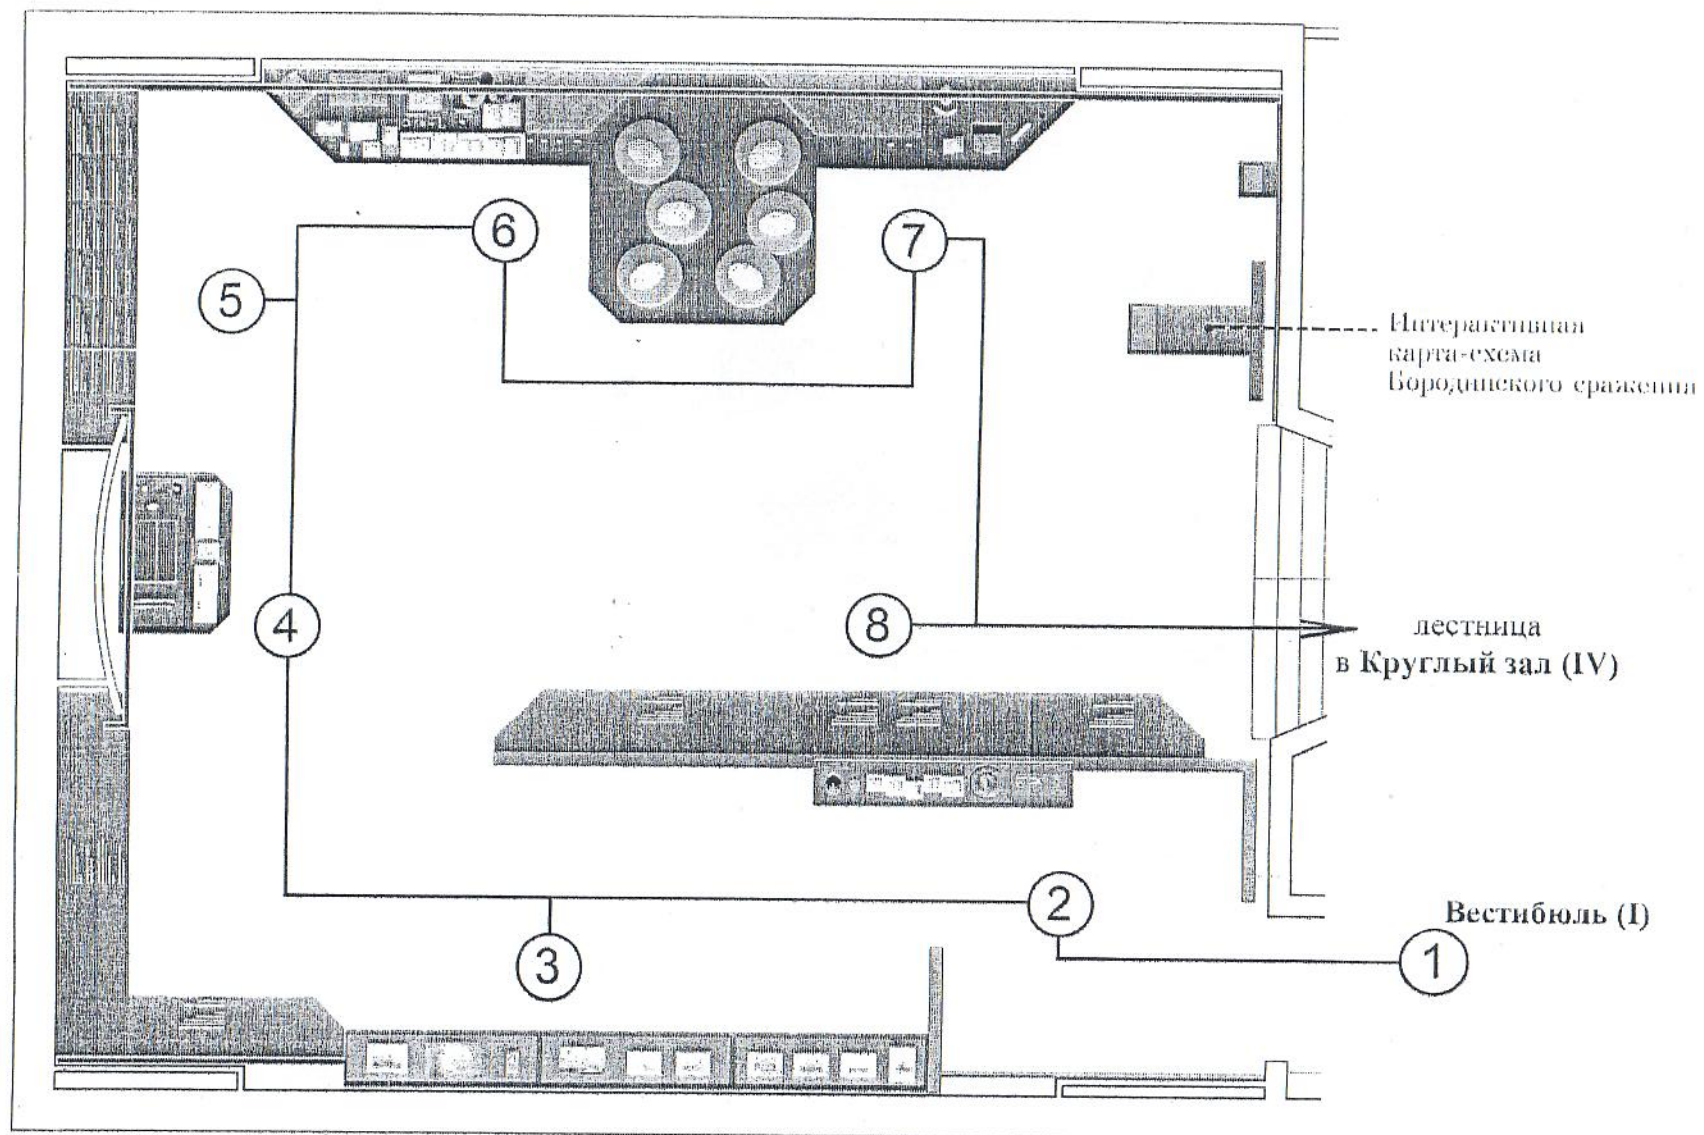 6
7
5
Интерактивная
карта-схема
Бородинского сражения
4
8
лестница
в Круглый зал (IV)
2
Вестибюль (I)
3
1